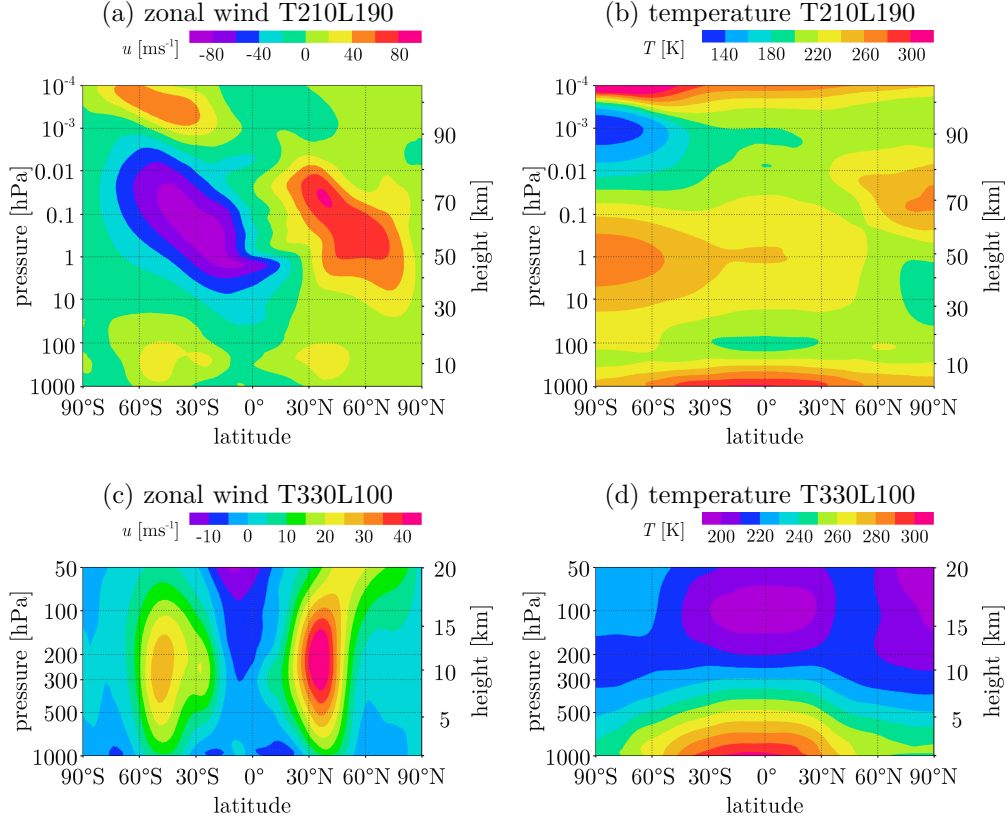 (a) zonal wind T210L190
u [ms⁻¹]
-80 -40 0 40 80
10⁻⁴
10⁻³
0.01
0.1
1
10
100
1000
pressure [hPa]
90
70
50
30
10
height [km]
90°S 60°S 30°S 0° 30°N 60°N 90°N
latitude
(b) temperature T210L190
T [K]
140 180 220 260 300
10⁻⁴
10⁻³
0.01
0.1
1
10
100
1000
pressure [hPa]
90
70
50
30
10
height [km]
90°S 60°S 30°S 0° 30°N 60°N 90°N
latitude
(c) zonal wind T330L100
u [ms⁻¹]
-10 0 10 20 30 40
50
100
200
300
500
1000
pressure [hPa]
20
15
10
5
height [km]
90°S 60°S 30°S 0° 30°N 60°N 90°N
latitude
(d) temperature T330L100
T [K]
200 220 240 260 280 300
50
100
200
300
500
1000
pressure [hPa]
20
15
10
5
height [km]
90°S 60°S 30°S 0° 30°N 60°N 90°N
latitude